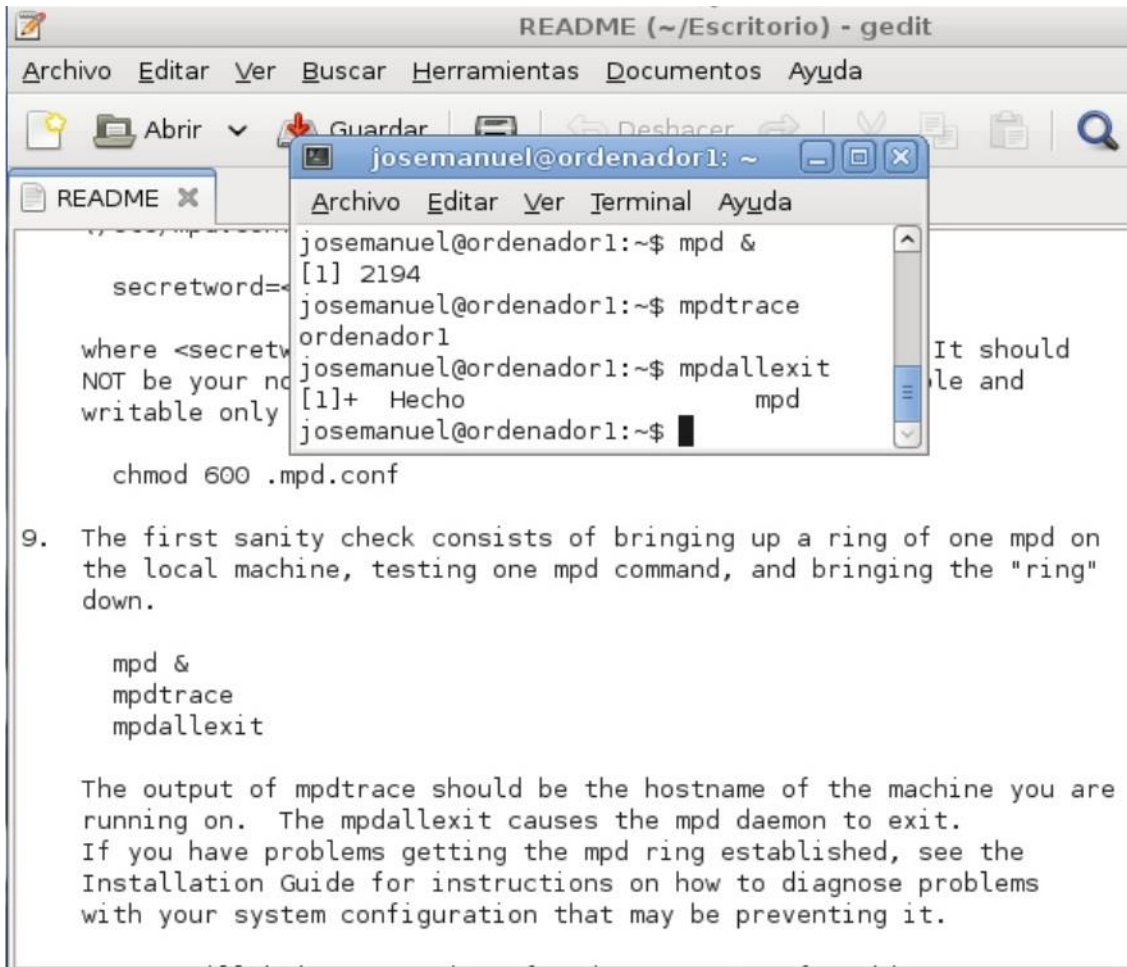 README (~/Escritorio) - gedit
Archivo Editar Ver Buscar Herramientas Documentos Ayuda
Abrir Guardar Deshacer
README
josemanuel@ordenador1: ~
Archivo Editar Ver Terminal Ayuda
josemanuel@ordenador1:~$ mpd &
[1] 2194
josemanuel@ordenador1:~$ mpdtrace
ordenador1
josemanuel@ordenador1:~$ mpdallexit
[1]+ Hecho mpd
josemanuel@ordenador1:~$
secretword=<
where <secretw It should
NOT be your and
writable only
chmod 600 .mpd.conf
9. The first sanity check consists of bringing up a ring of one mpd on
the local machine, testing one mpd command, and bringing the "ring"
down.
mpd &
mpdtrace
mpdallexit
The output of mpdtrace should be the hostname of the machine you are
running on. The mpdallexit causes the mpd daemon to exit.
If you have problems getting the mpd ring established, see the
Installation Guide for instructions on how to diagnose problems
with your system configuration that may be preventing it.